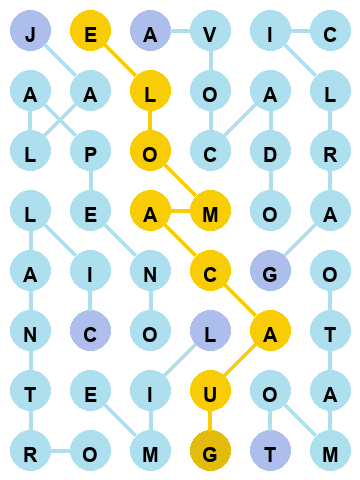 J E A V I C
A A L O A L
L P O C D R
L E A M O A
A I N C G O
N C O L A T
T E I U O A
R O M G T M